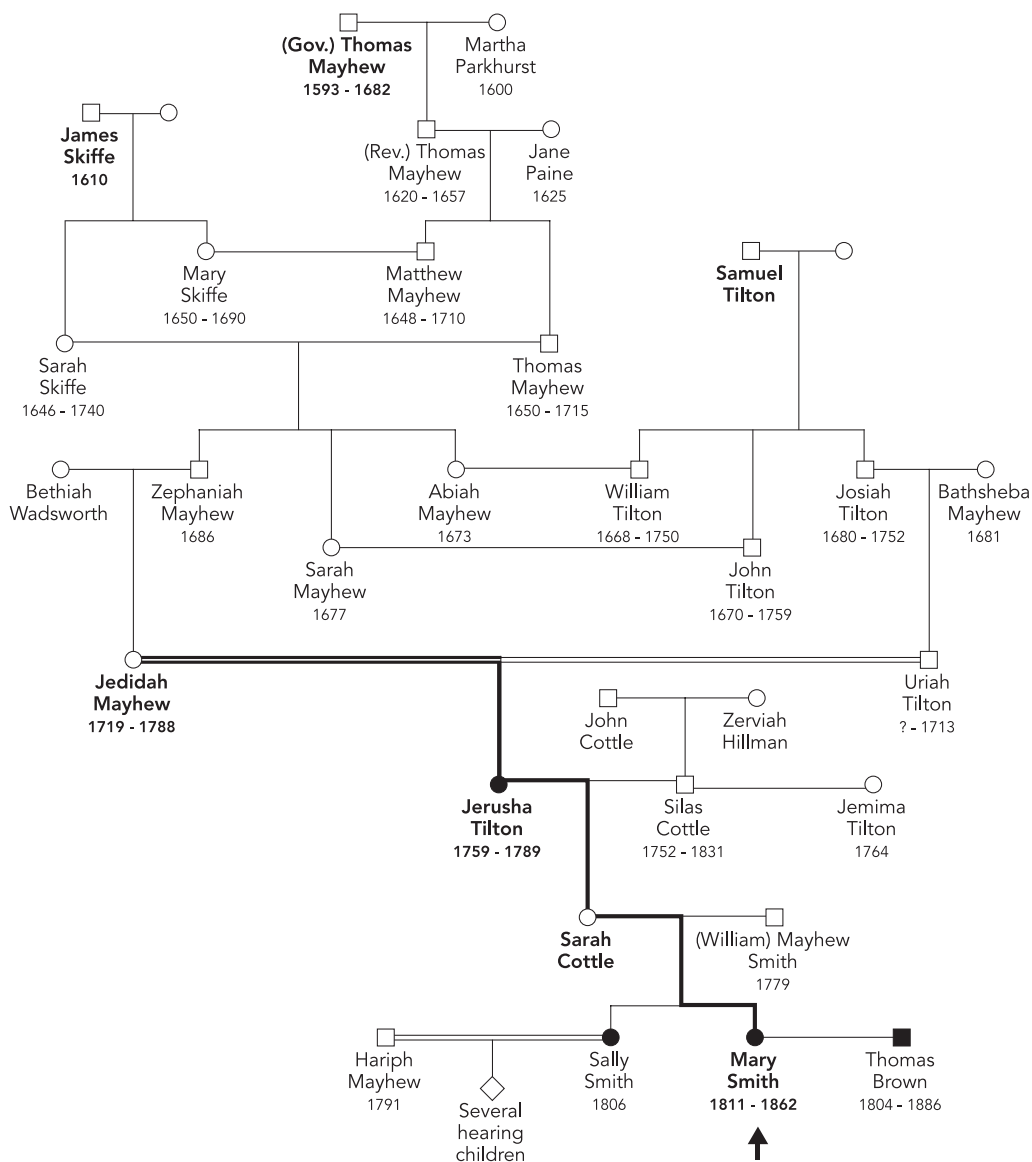 (Gov.) Thomas
Mayhew
1593 - 1682
Martha
Parkhurst
1600
James
Skiffe
1610
(Rev.) Thomas
Mayhew
1620 - 1657
Jane
Paine
1625
Mary
Skiffe
1650 - 1690
Matthew
Mayhew
1648 - 1710
Samuel
Tilton
Sarah
Skiffe
1646 - 1740
Thomas
Mayhew
1650 - 1715
Bethiah
Wadsworth
Zephaniah
Mayhew
1686
Abiah
Mayhew
1673
William
Tilton
1668 - 1750
Josiah
Tilton
1680 - 1752
Bathsheba
Mayhew
1681
Sarah
Mayhew
1677
John
Tilton
1670 - 1759
Jedidah
Mayhew
1719 - 1788
Uriah
Tilton
? - 1713
John
Cottle
Zerviah
Hillman
Jerusha
Tilton
1759 - 1789
Silas
Cottle
1752 - 1831
Jemima
Tilton
1764
Sarah
Cottle
(William) Mayhew
Smith
1779
Hariph
Mayhew
1791
Several
hearing
children
Sally
Smith
1806
Mary
Smith
1811 - 1862
Thomas
Brown
1804 - 1886